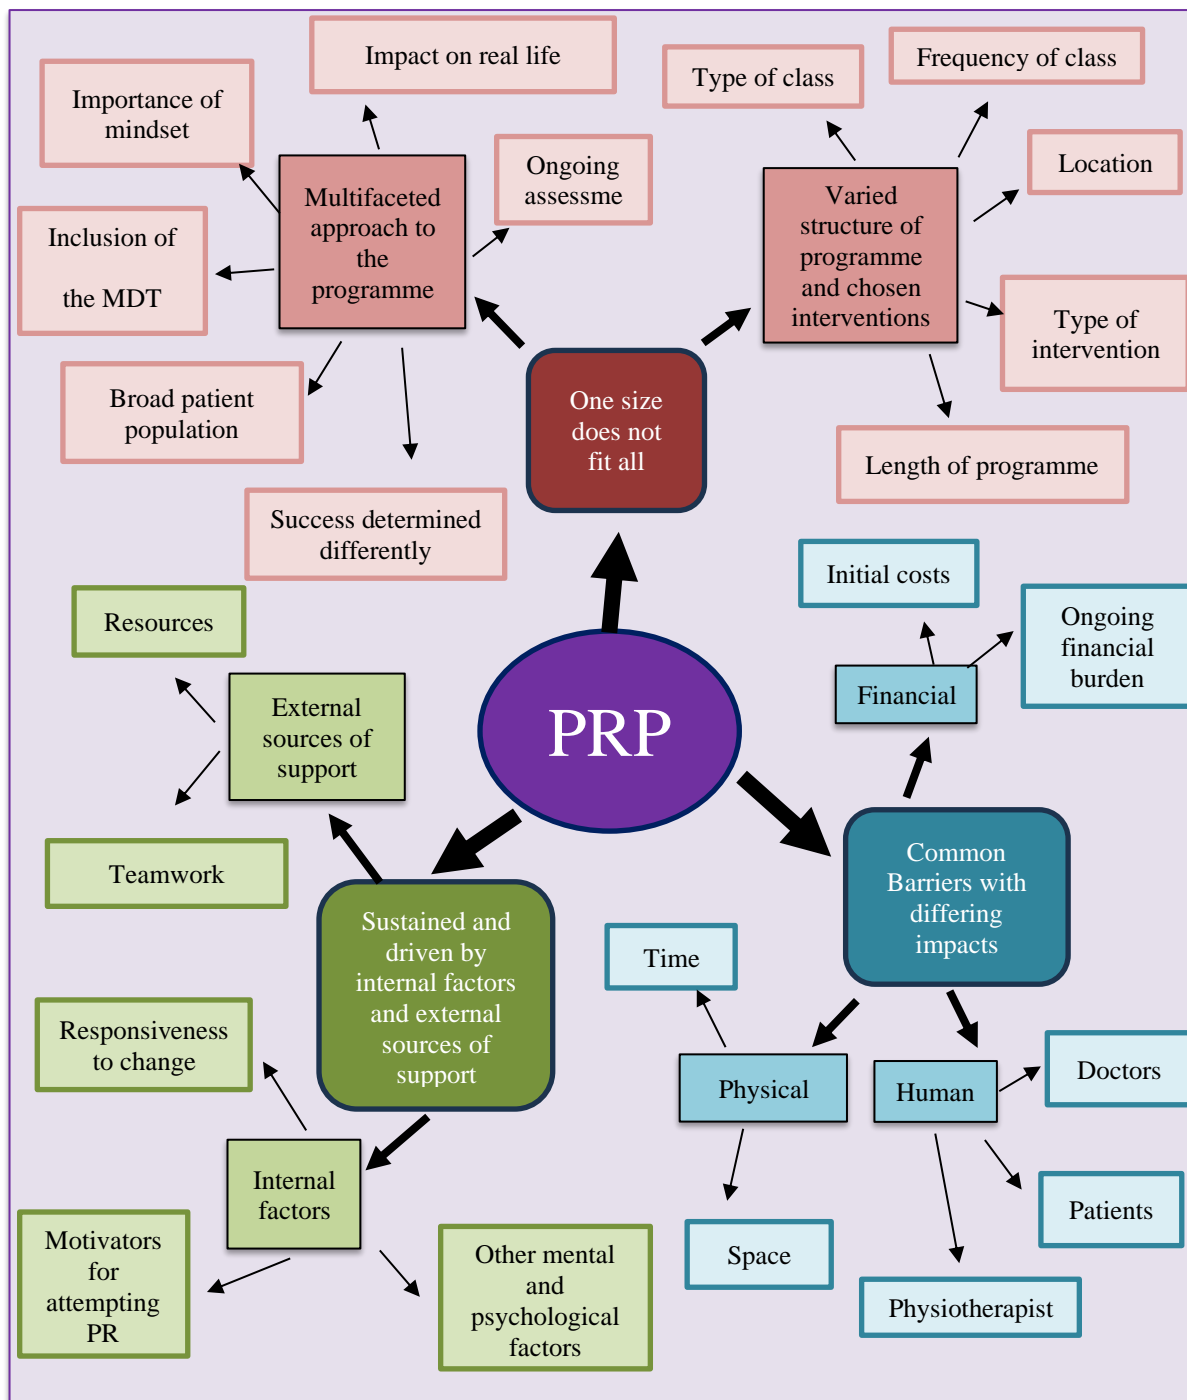 Impact on real life
Type of class
Frequency of class
Importance of
mindset
Ongoing
assessme
Location
Multifaceted
approach to
the
programme
Varied
structure of
programme
and chosen
interventions
Inclusion of
the MDT
Type of
intervention
Broad patient
population
One size
does not
fit all
Length of programme
Success determined
differently
Initial costs
Resources
Ongoing
financial
burden
External
sources of
support
Financial
PRP
Teamwork
Common
Barriers with
differing
impacts
Sustained and
driven by
internal factors
and external
sources of
support
Time
Responsiveness
to change
Physical
Human
Doctors
Internal
factors
Patients
Motivators
for
attempting
PR
Other mental
and
psychological
factors
Space
Physiotherapist